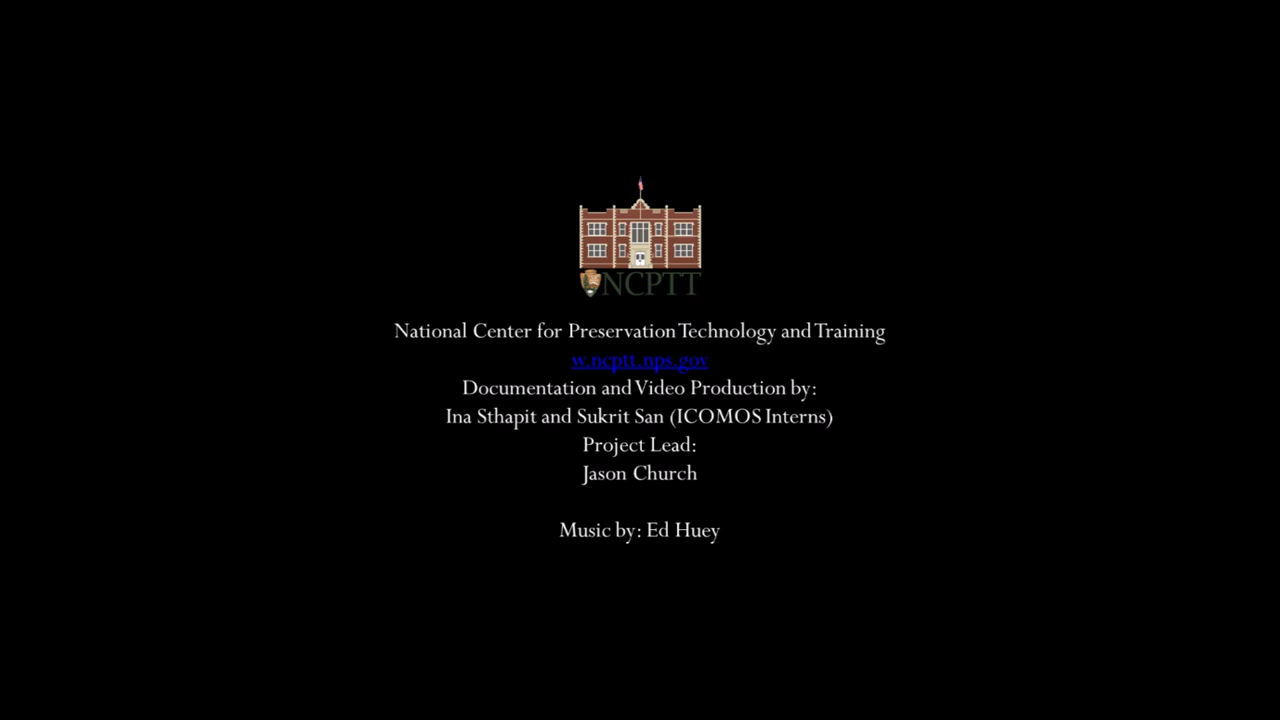 NCPTT
National Center for Preservation Technology and Training
w.ncptt.nps.gov
Documentation and Video Production by:
Ina Sthapit and Sukrit San (ICOMOS Interns)
Project Lead:
Jason Church
Music by: Ed Huey